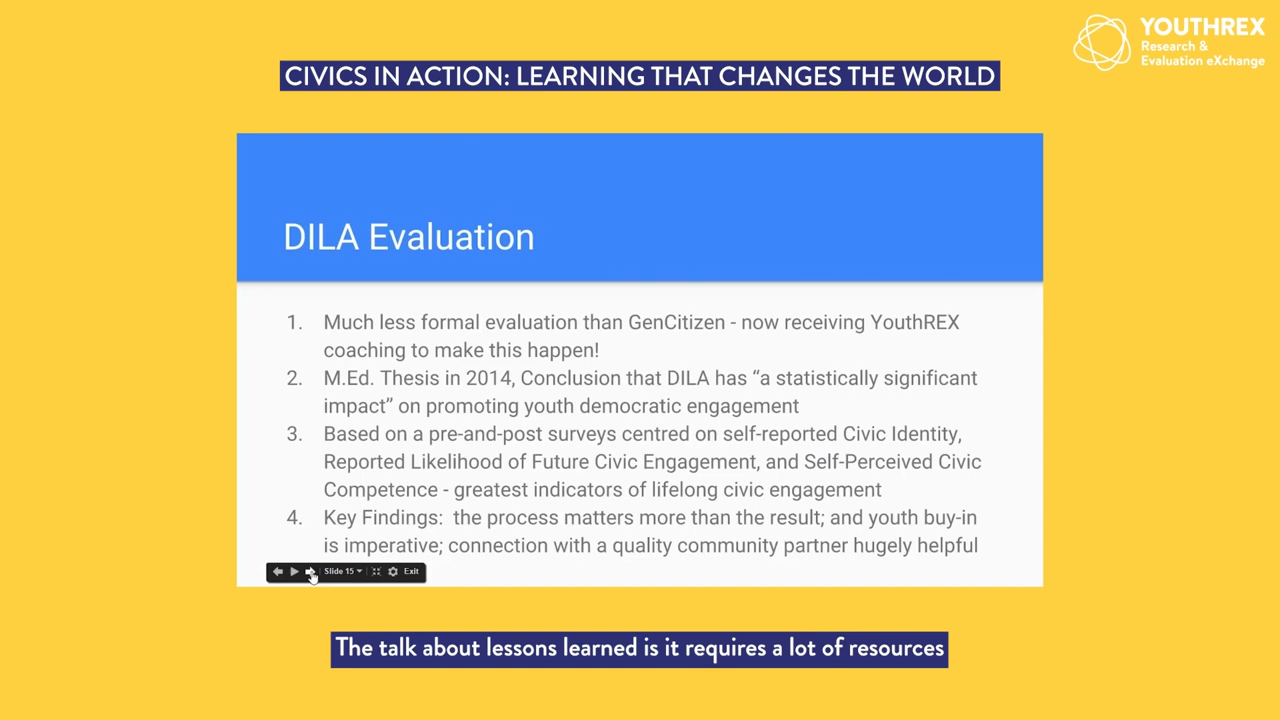 YOUTHREX
Research &
Evaluation eXchange
CIVICS IN ACTION: LEARNING THAT CHANGES THE WORLD
DILA Evaluation
1. Much less formal evaluation than GenCitizen - now receiving YouthREX
coaching to make this happen!
2. M.Ed. Thesis in 2014, Conclusion that DILA has “a statistically significant
impact” on promoting youth democratic engagement
3. Based on a pre-and-post surveys centred on self-reported Civic Identity,
Reported Likelihood of Future Civic Engagement, and Self-Perceived Civic
Competence - greatest indicators of lifelong civic engagement
4. Key Findings: the process matters more than the result; and youth buy-in
is imperative; connection with a quality community partner hugely helpful
Slide 15 Exit
The talk about lessons learned is it requires a lot of resources